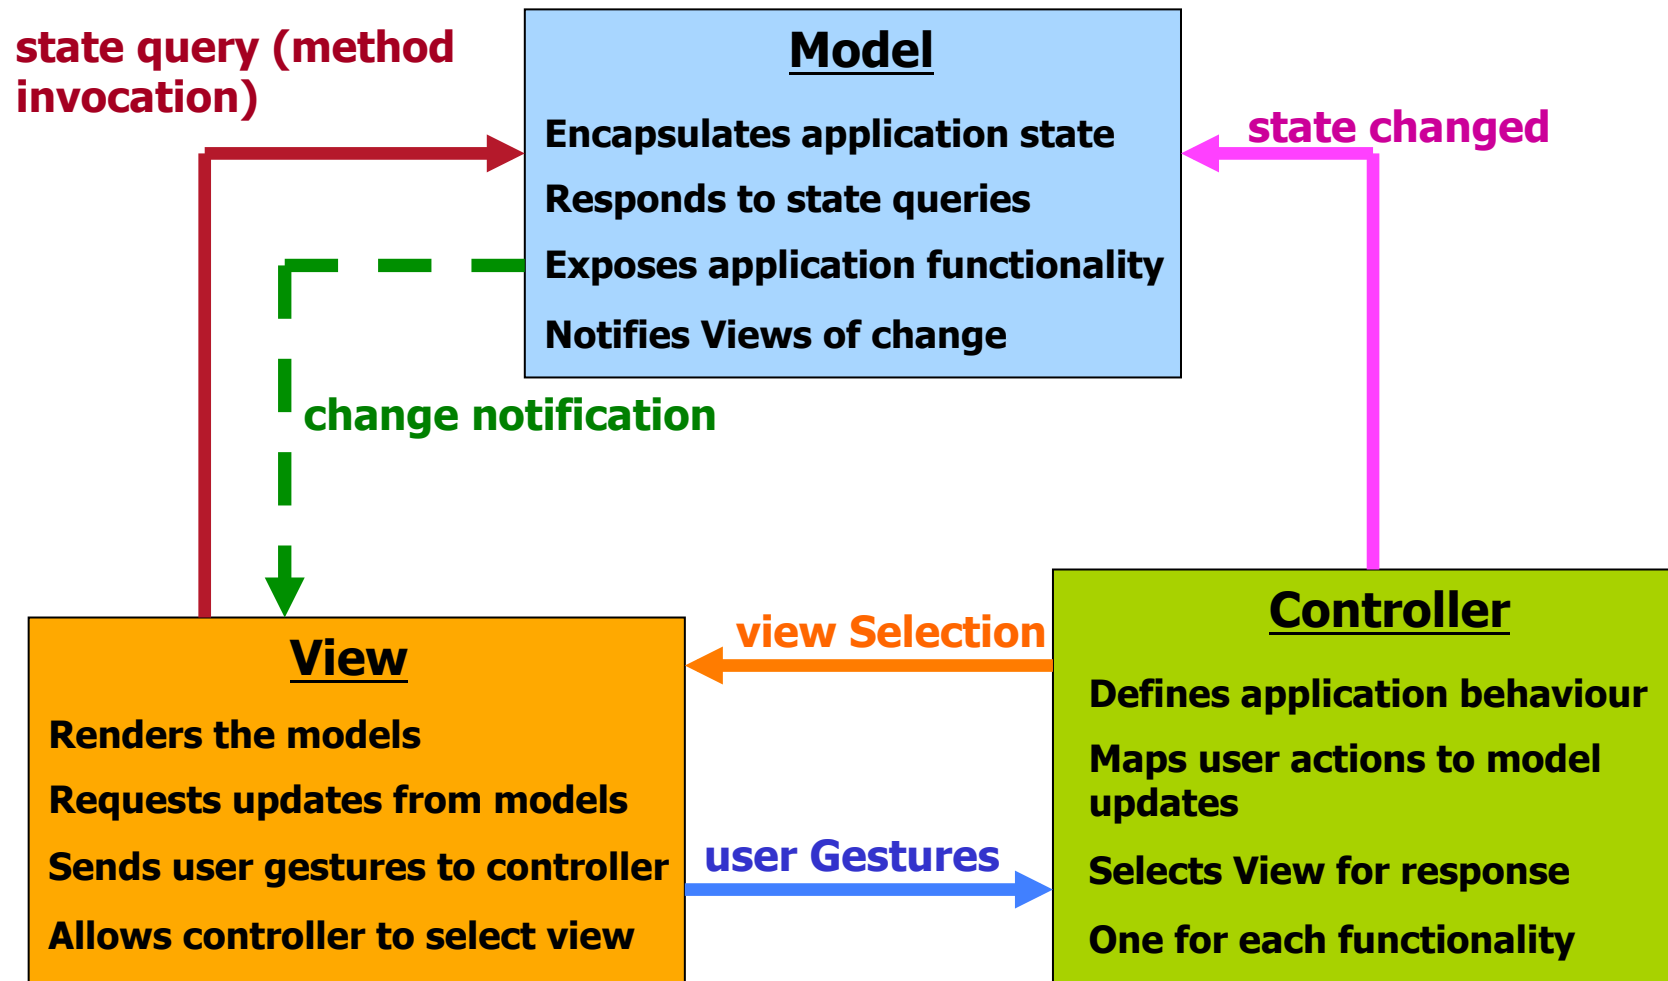 state query (method
invocation)
Model
Encapsulates application state
Responds to state queries
Exposes application functionality
Notifies Views of change
state changed
change notification
View
Renders the models
Requests updates from models
Sends user gestures to controller
Allows controller to select view
view Selection
user Gestures
Controller
Defines application behaviour
Maps user actions to model
updates
Selects View for response
One for each functionality